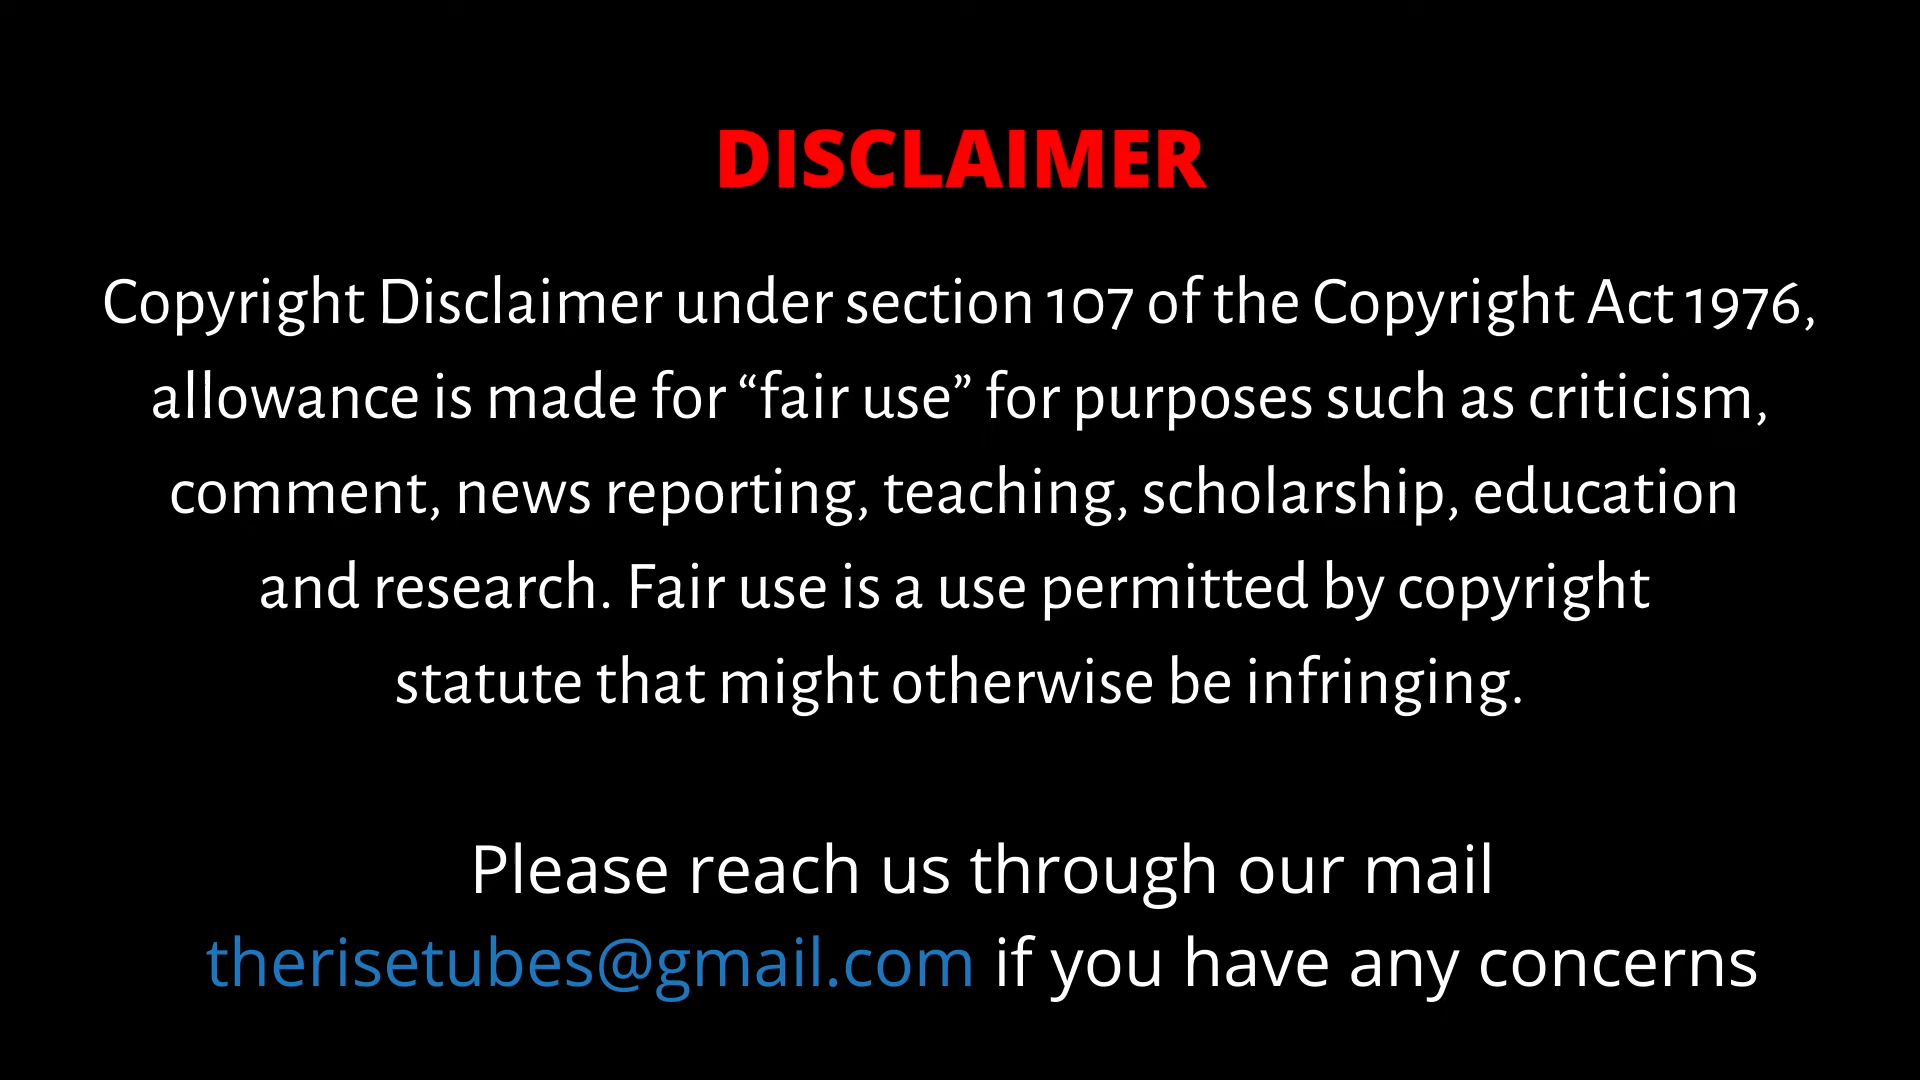 DISCLAIMER
Copyright Disclaimer under section 107 of the Copyright Act 1976,
allowance is made for “fair use” for purposes such as criticism,
comment, news reporting, teaching, scholarship, education
and research. Fair use is a use permitted by copyright
statute that might otherwise be infringing.
Please reach us through our mail
therisetubes@gmail.com if you have any concerns